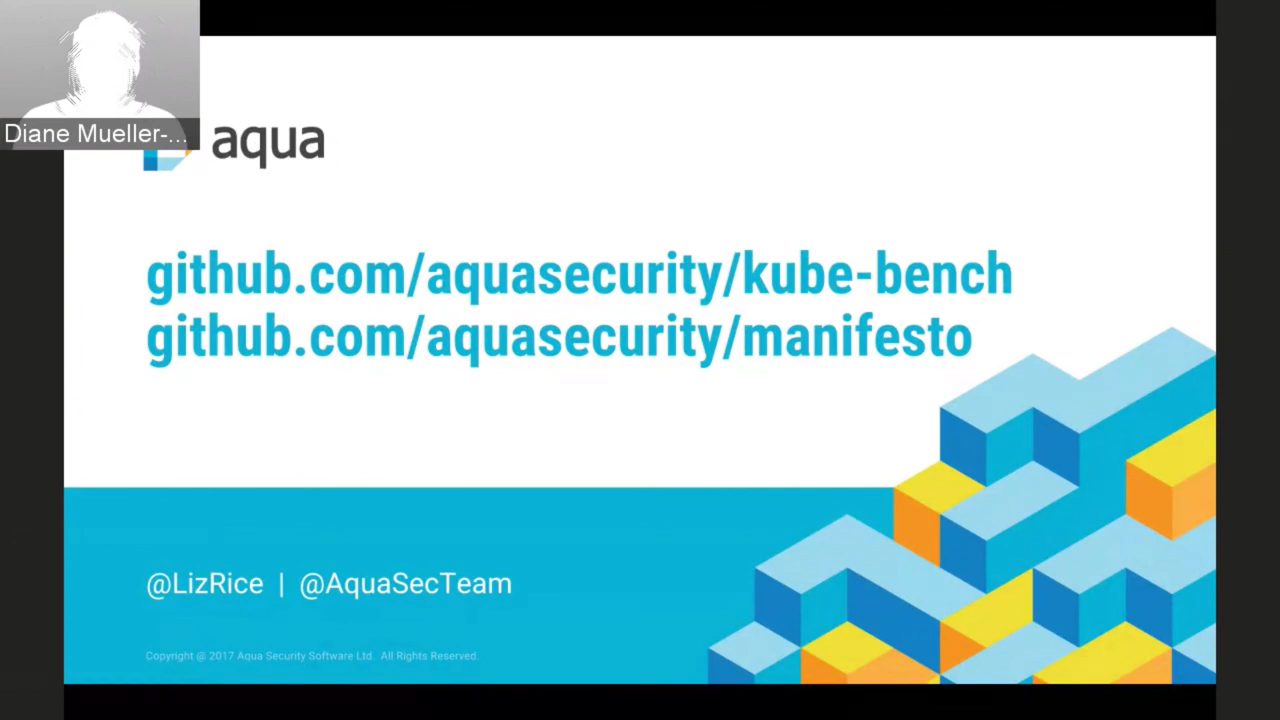 Diane Mueller-...
aqua
github.com/aquasecurity/kube-bench
github.com/aquasecurity/manifesto
@LizRice | @AquaSecTeam
Copyright @ 2017 Aqua Security Software Ltd. All Rights Reserved.